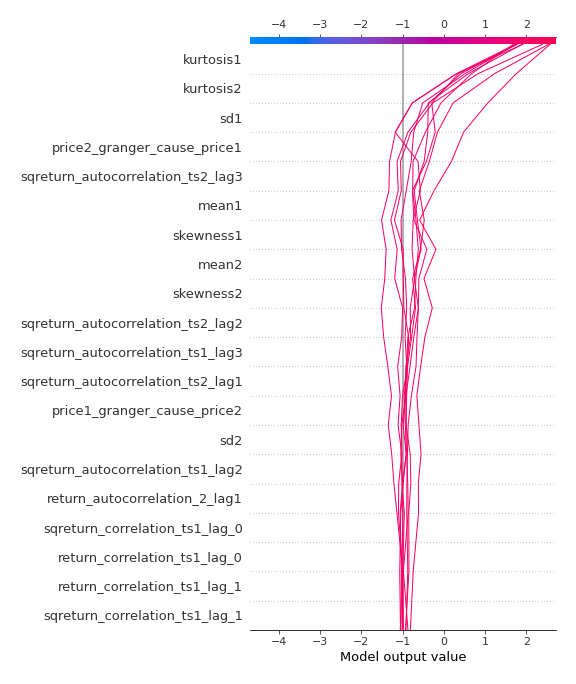 −4 −3 −2 −1 0 1 2
kurtosis1
kurtosis2
sd1
price2_granger_cause_price1
sqreturn_autocorrelation_ts2_lag3
mean1
skewness1
mean2
skewness2
sqreturn_autocorrelation_ts2_lag2
sqreturn_autocorrelation_ts1_lag3
sqreturn_autocorrelation_ts2_lag1
price1_granger_cause_price2
sd2
sqreturn_autocorrelation_ts1_lag2
return_autocorrelation_2_lag1
sqreturn_correlation_ts1_lag_0
return_correlation_ts1_lag_0
return_correlation_ts1_lag_1
sqreturn_correlation_ts1_lag_1
−4 −3 −2 −1 0 1 2
Model output value